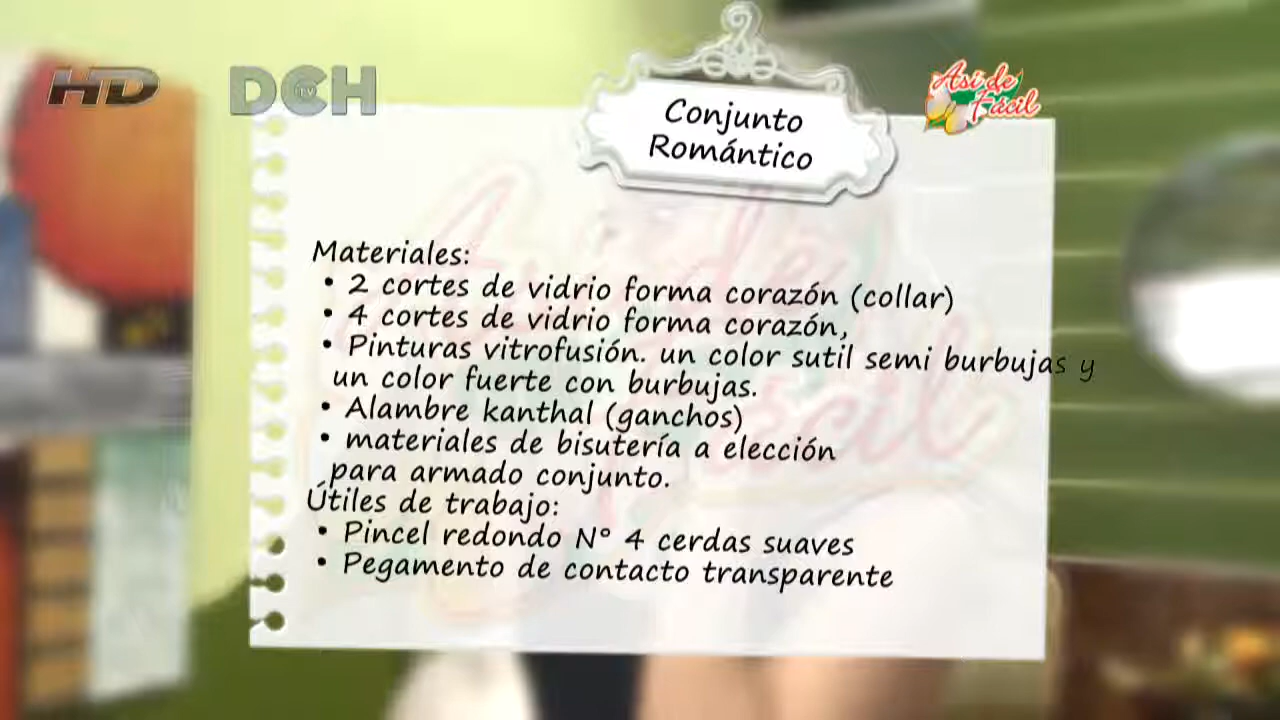 HD
DCH
TV
Así de
Fácil
Conjunto
Romántico
Materiales:
• 2 cortes de vidrio forma corazón (collar)
• 4 cortes de vidrio forma corazón,
• Pinturas vitrofusión. un color sutil semi burbujas y
un color fuerte con burbujas.
• Alambre kanthal (ganchos)
• materiales de bisutería a elección
para armado conjunto.
Útiles de trabajo:
• Pincel redondo N° 4 cerdas suaves
• Pegamento de contacto transparente